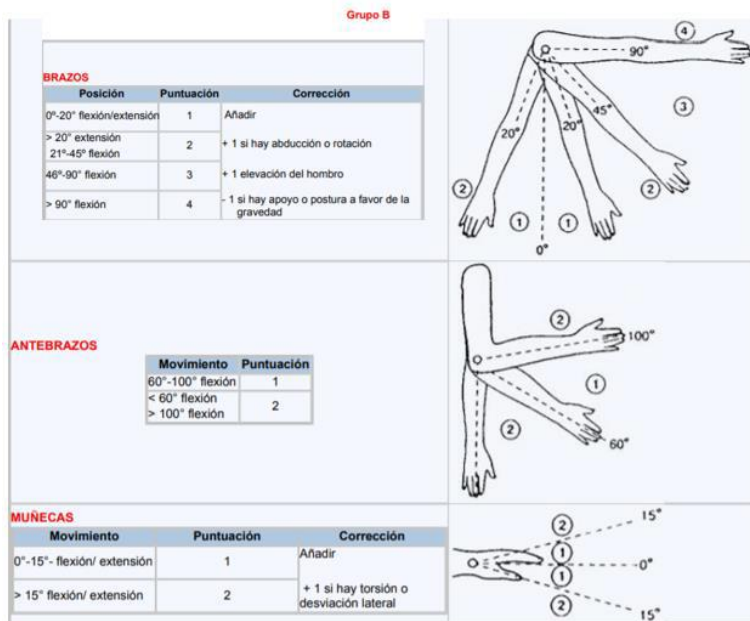 Grupo B
BRAZOS
Posición Puntuación Corrección
0º-20° flexión/extensión 1 Añadir
> 20° extensión
21º-45º flexión 2 + 1 si hay abducción o rotación
46º-90° flexión 3 + 1 elevación del hombro
> 90° flexión 4 - 1 si hay apoyo o postura a favor de la
gravedad
4
90°
3
45°
20°
20°
2
2
1
1
0°
ANTEBRAZOS
Movimiento Puntuación
60°-100° flexión 1
< 60° flexión
> 100° flexión 2
2
100°
1
2
60°
MUÑECAS
Movimiento Puntuación Corrección
0°-15°- flexión/ extensión 1 Añadir
> 15° flexión/ extensión 2 + 1 si hay torsión o
desviación lateral
15°
2
1
0°
1
2
15°